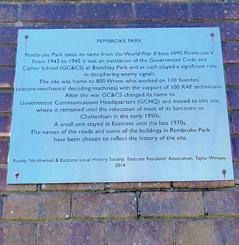 PEMBROKE PARK
Pembroke Park takes its name from the World War II base HMS Pembroke V
From 1943 to 1945 it was an outstation of the Government Code and
Cipher School (GC&CS) at Bletchley Park and as such played a significant role
in deciphering enemy signals.
The site was home to 800 Wrens who worked on 110 'bombes'
(electro-mechanical decoding machines) with the support of 100 RAF technicians
After the war GC&CS changed its name to
Government Communications Headquarters (GCHQ) and moved to this site,
where it remained until the relocation of most of its functions to
Cheltenham in the early 1950s.
A small unit stayed at Eastcote until the late 1970s.
The names of the roads and some of the buildings in Pembroke Park
have been chosen to reflect the history of the site.
Ruislip, Northwood & Eastcote Local History Society, Eastcote Residents' Association, Taylor Wimpey
2014